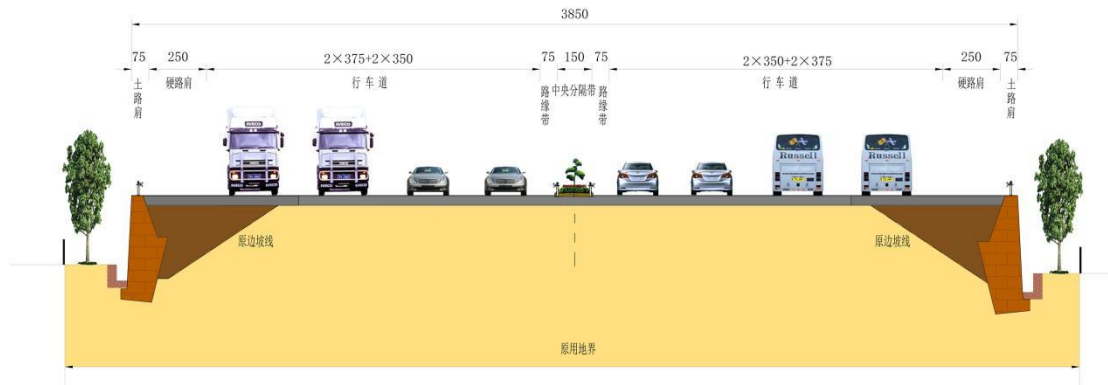 3850
75 250 2×375+2×350 75 150 75 2×350+2×375 250 75
土路肩 硬路肩 行车道 路缘带 中央分隔带 路缘带 行车道 硬路肩 土路肩
IVECO IVECO
Russell Russell
原边坡线 原边坡线
原用地界